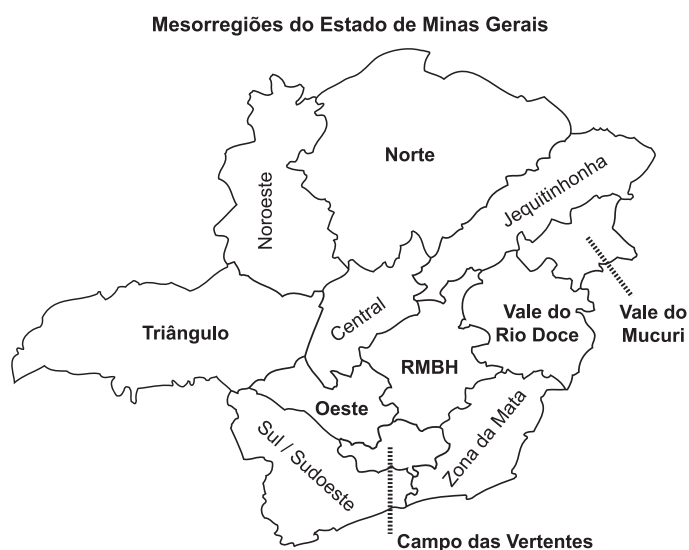 Mesorregiões do Estado de Minas Gerais
Norte
Noroeste
Jequitinhonha
Triângulo
Central
Vale do
Rio Doce
Vale do
Mucuri
RMBH
Oeste
Sul / Sudoeste
Zona da Mata
Campo das Vertentes